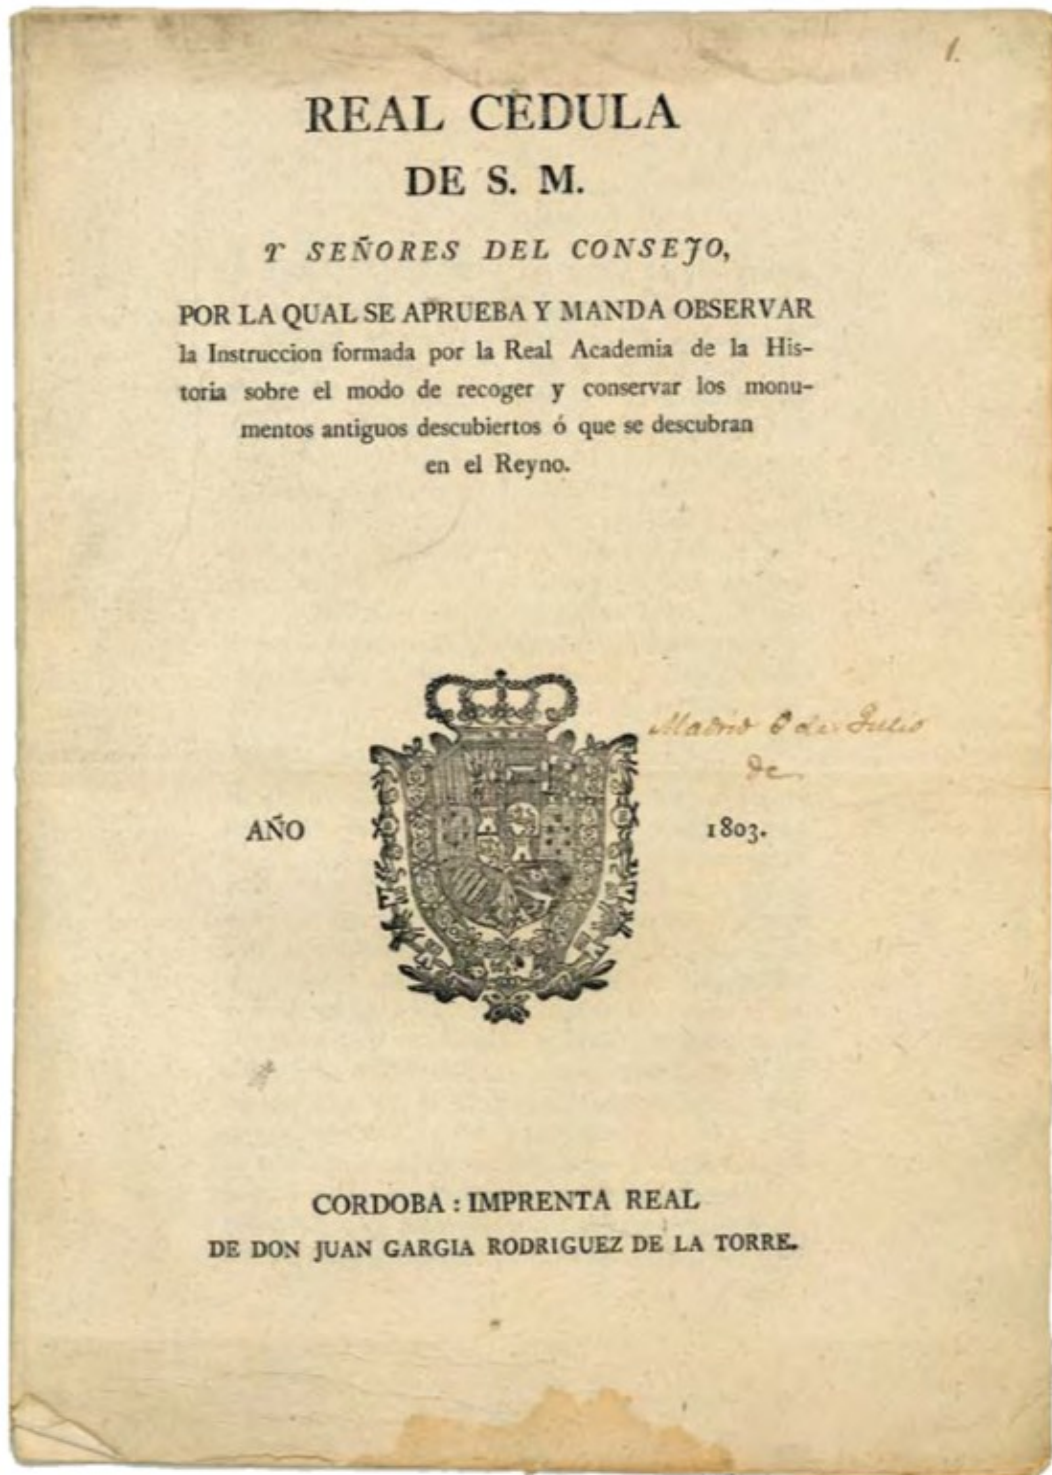 1.
REAL CEDULA
DE S. M.
Y SEÑORES DEL CONSEJO,
POR LA QUAL SE APRUEBA Y MANDA OBSERVAR
la Instruccion formada por la Real Academia de la His-
toria sobre el modo de recoger y conservar los monu-
mentos antiguos descubiertos ó que se descubran
en el Reyno.
Madrid 6 de Julio
de
AÑO 1803.
CORDOBA : IMPRENTA REAL
DE DON JUAN GARGIA RODRIGUEZ DE LA TORRE.